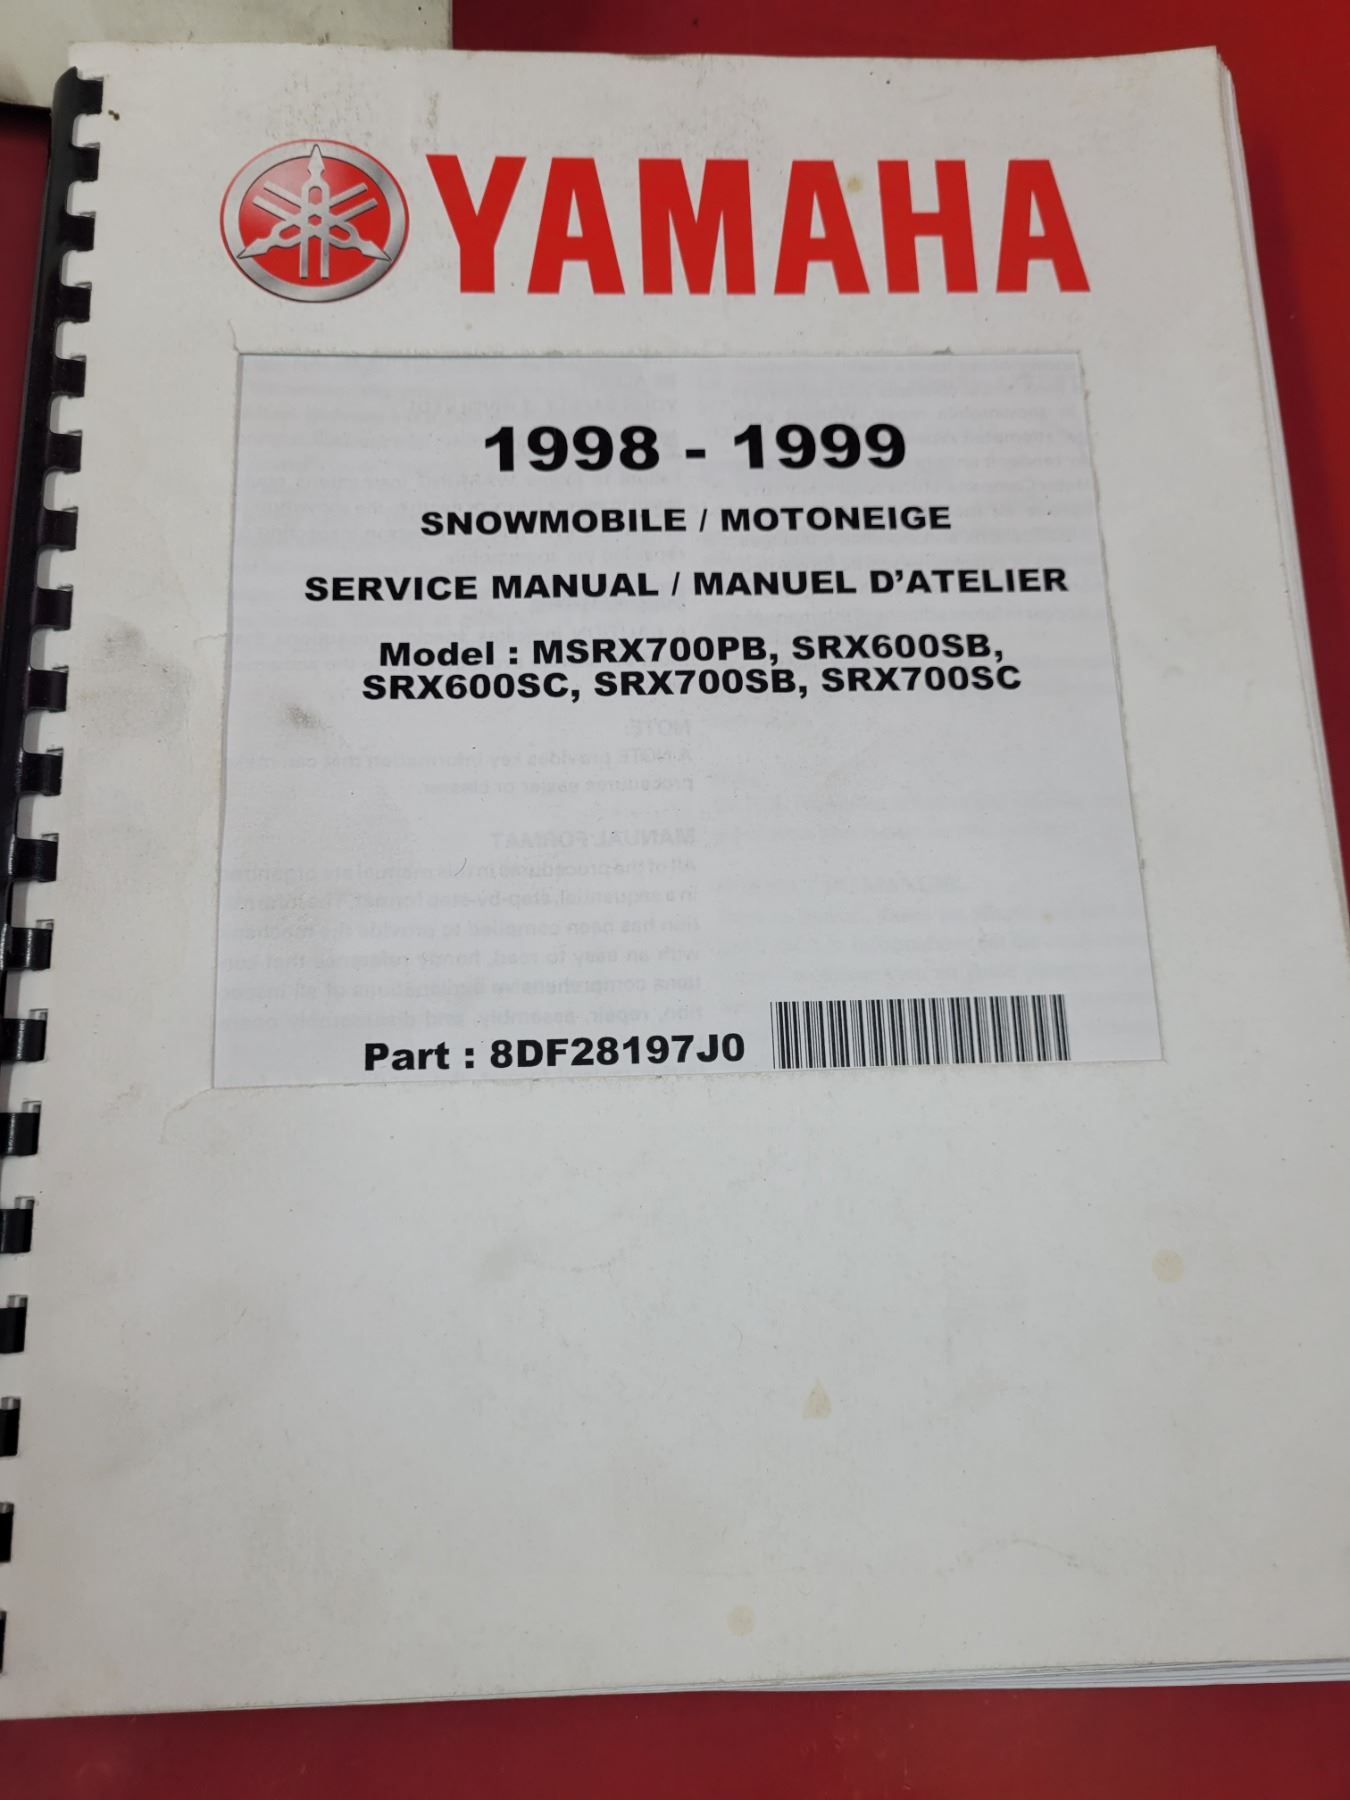 YAMAHA
1998 - 1999
SNOWMOBILE / MOTONEIGE
SERVICE MANUAL / MANUEL D'ATELIER
Model : MSRX700PB, SRX600SB,
SRX600SC, SRX700SB, SRX700SC
Part : 8DF28197J0